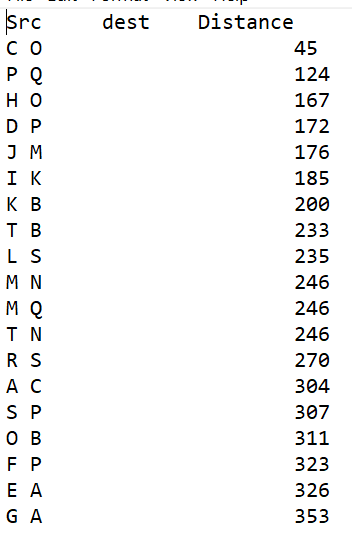 Src dest Distance
C O 45
P Q 124
H O 167
D P 172
J M 176
I K 185
K B 200
T B 233
L S 235
M N 246
M Q 246
T N 246
R S 270
A C 304
S P 307
O B 311
F P 323
E A 326
G A 353